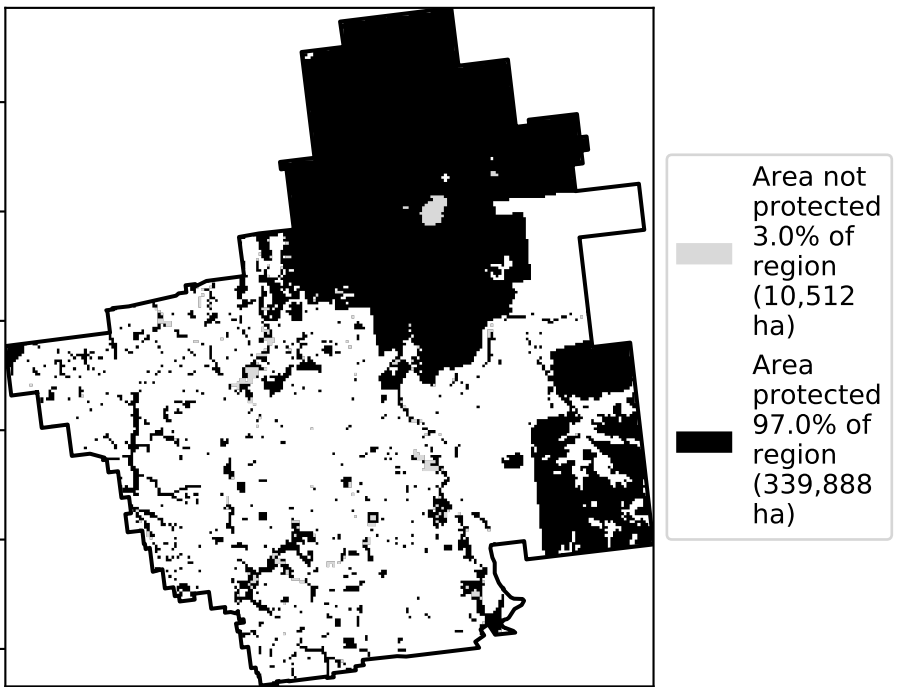 Area not
protected
3.0% of
region
(10,512
ha)
Area
protected
97.0% of
region
(339,888
ha)